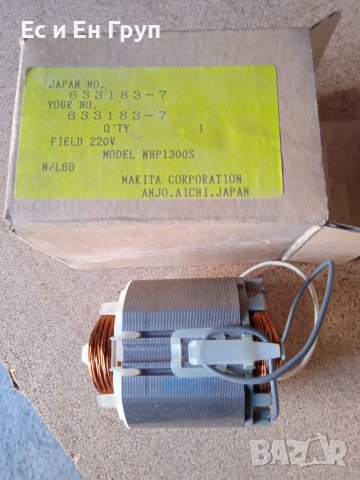 Ес и Ен Груп
JAPAN NO.
633183-7
YOUR NO.
633183-7
Q'TY 1
FIELD 220V
MODEL NHP1300S
N/L6D
MAKITA CORPORATION
ANJO,AICHI,JAPAN
BAZAR